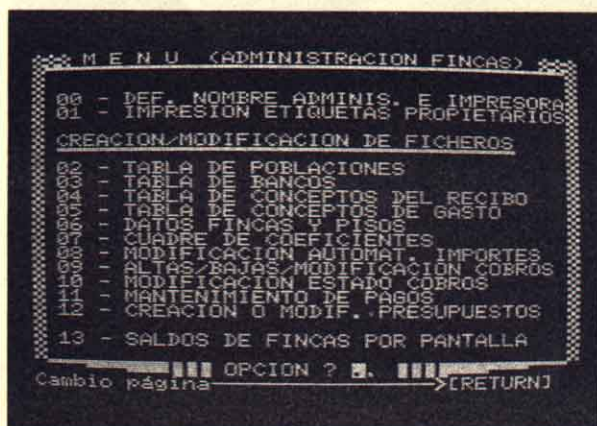 M E N U (ADMINISTRACION FINCAS)
00 - DEF. NOMBRE ADMINIS. E IMPRESORA
01 - IMPRESION ETIQUETAS PROPIETARIOS
CREACION/MODIFICACION DE FICHEROS
02 - TABLA DE POBLACIONES
03 - TABLA DE BANCOS
04 - TABLA DE CONCEPTOS DEL RECIBO
05 - TABLA DE CONCEPTOS DE GASTO
06 - DATOS FINCAS Y PISOS
07 - CUADRE DE COEFICIENTES
08 - MODIFICACION AUTOMAT. IMPORTES
09 - ALTAS/BAJAS/MODIFICACION COBROS
10 - MODIFICACION ESTADO COBROS
11 - MANTENIMIENTO DE PAGOS
12 - CREACION O MODIF. PRESUPUESTOS
13 - SALDOS DE FINCAS POR PANTALLA
OPCION ? .
Cambio página >[RETURN]